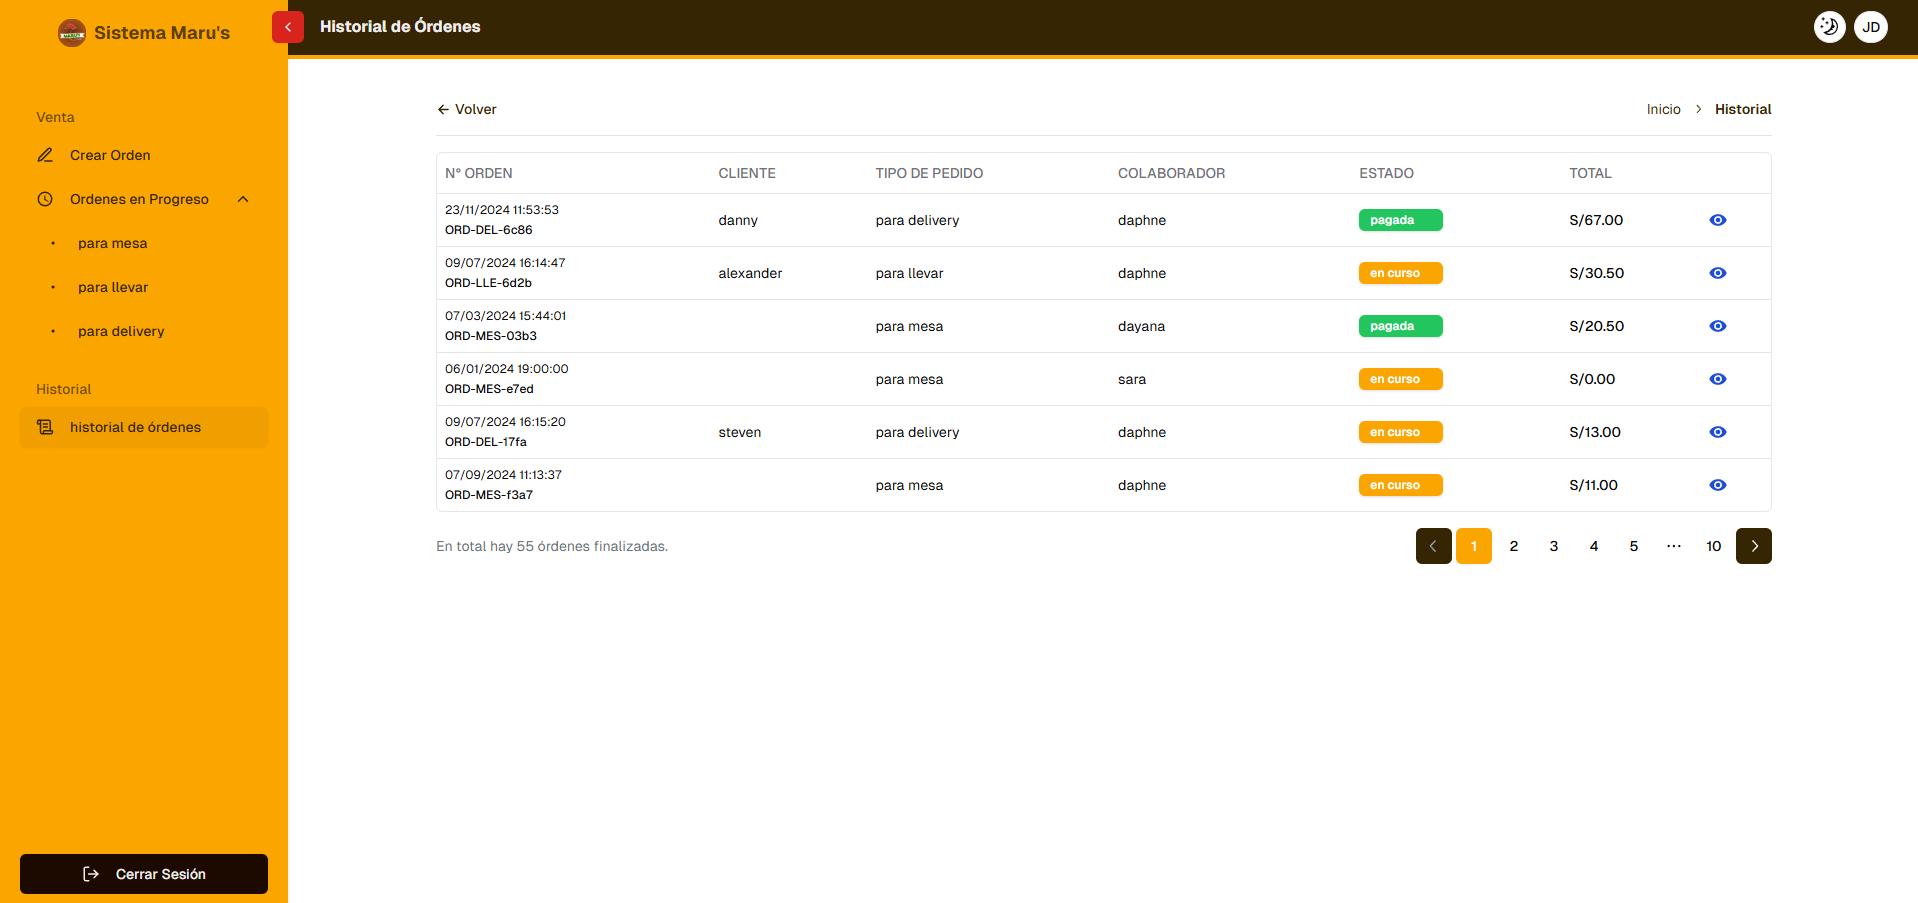 Sistema Maru's
Historial de Órdenes
JD
Venta
Crear Orden
Ordenes en Progreso
· para mesa
· para llevar
· para delivery
Historial
historial de órdenes
Cerrar Sesión
← Volver
Inicio > Historial
N° ORDEN CLIENTE TIPO DE PEDIDO COLABORADOR ESTADO TOTAL
23/11/2024 11:53:53
ORD-DEL-6c86 danny para delivery daphne pagada S/67.00
09/07/2024 16:14:47
ORD-LLE-6d2b alexander para llevar daphne en curso S/30.50
07/03/2024 15:44:01
ORD-MES-03b3 para mesa dayana pagada S/20.50
06/01/2024 19:00:00
ORD-MES-e7ed para mesa sara en curso S/0.00
09/07/2024 16:15:20
ORD-DEL-17fa steven para delivery daphne en curso S/13.00
07/09/2024 11:13:37
ORD-MES-f3a7 para mesa daphne en curso S/11.00
En total hay 55 órdenes finalizadas.
< 1 2 3 4 5 ··· 10 >